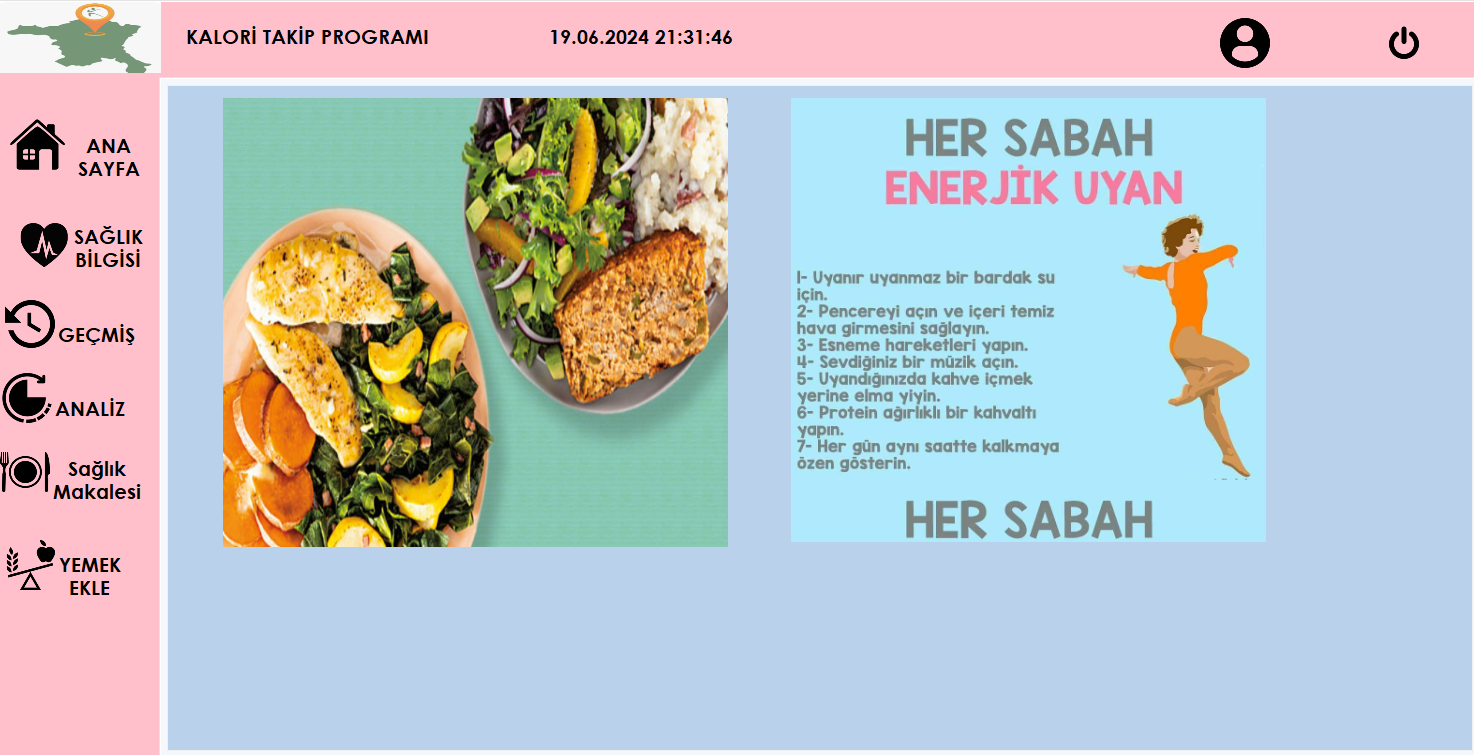 KALORİ TAKİP PROGRAMI
19.06.2024 21:31:46
ANA
SAYFA
SAĞLIK
BİLGİSİ
GEÇMİŞ
ANALİZ
Sağlık
Makalesi
YEMEK
EKLE
HER SABAH
ENERJİK UYAN
1- Uyanır uyanmaz bir bardak su
için.
2- Pencereyi açın ve içeri temiz
hava girmesini sağlayın.
3- Esneme hareketleri yapın.
4- Sevdiğiniz bir müzik açın.
5- Uyandığınızda kahve içmek
yerine elma yiyin.
6- Protein ağırlıklı bir kahvaltı
yapın.
7- Her gün aynı saatte kalkmaya
özen gösterin.
HER SABAH